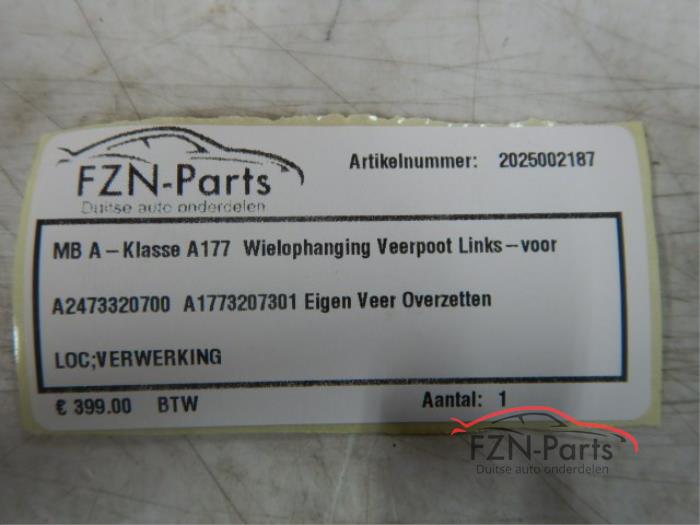 FZN-Parts
Duitse auto onderdelen
Artikelnummer: 2025002187
MB A-Klasse A177 Wielophanging Veerpoot Links-voor
A2473320700 A1773207301 Eigen Veer Overzetten
LOC;VERWERKING
€ 399.00 BTW
Aantal: 1
FZN-Parts
Duitse auto onderdelen